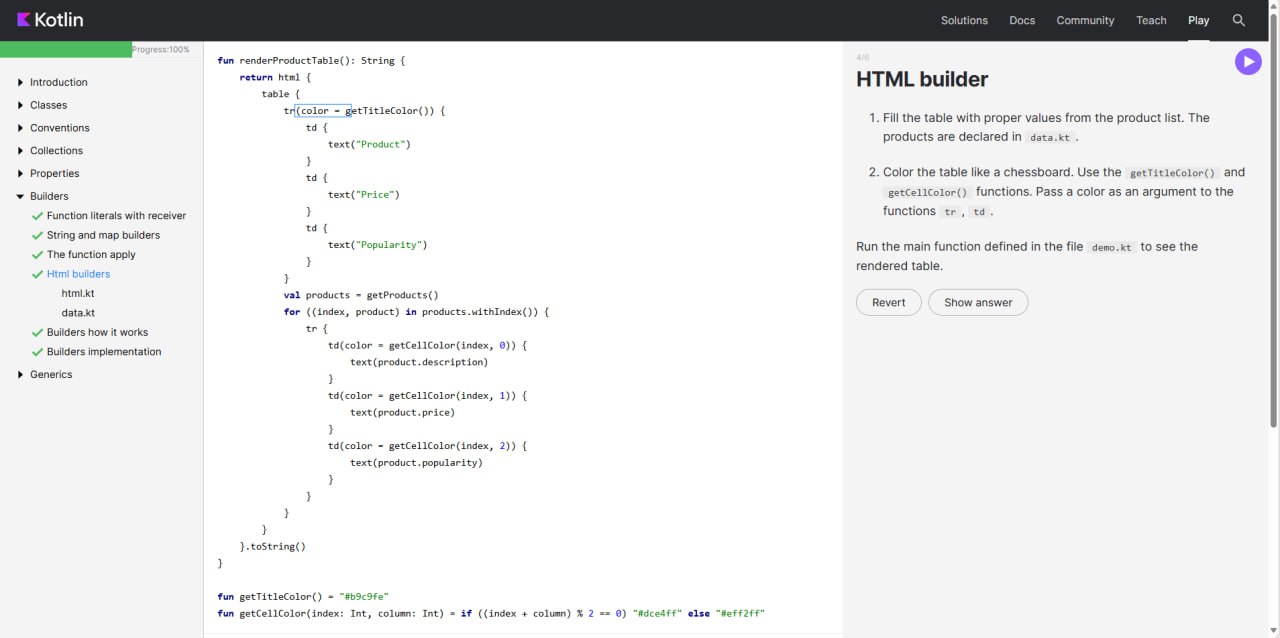 Kotlin
Solutions Docs Community Teach Play
Progress:100%
Introduction
Classes
Conventions
Collections
Properties
Builders
Function literals with receiver
String and map builders
The function apply
Html builders
html.kt
data.kt
Builders how it works
Builders implementation
Generics
fun renderProductTable(): String {
    return html {
        table {
            tr(color = getTitleColor()) {
                td {
                    text("Product")
                }
                td {
                    text("Price")
                }
                td {
                    text("Popularity")
                }
            }
            val products = getProducts()
            for ((index, product) in products.withIndex()) {
                tr {
                    td(color = getCellColor(index, 0)) {
                        text(product.description)
                    }
                    td(color = getCellColor(index, 1)) {
                        text(product.price)
                    }
                    td(color = getCellColor(index, 2)) {
                        text(product.popularity)
                    }
                }
            }
        }
    }.toString()
}
fun getTitleColor() = "#b9c9fe"
fun getCellColor(index: Int, column: Int) = if ((index + column) % 2 == 0) "#dce4ff" else "#eff2ff"
4/6
HTML builder
1. Fill the table with proper values from the product list. The
products are declared in data.kt .
2. Color the table like a chessboard. Use the getTitleColor() and
getCellColor() functions. Pass a color as an argument to the
functions tr , td .
Run the main function defined in the file demo.kt to see the
rendered table.
Revert Show answer